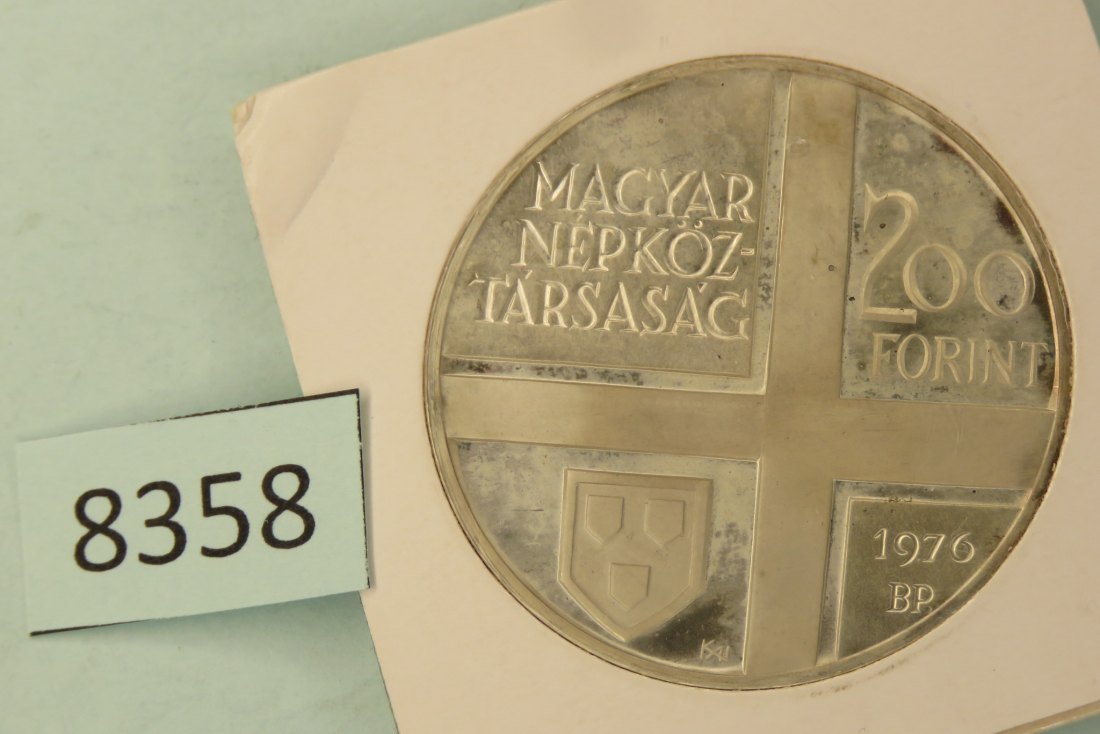 MAGYAR
NÉPKÖZ-
TÁRSASÁG
200
FORINT
1976
BP.
8358